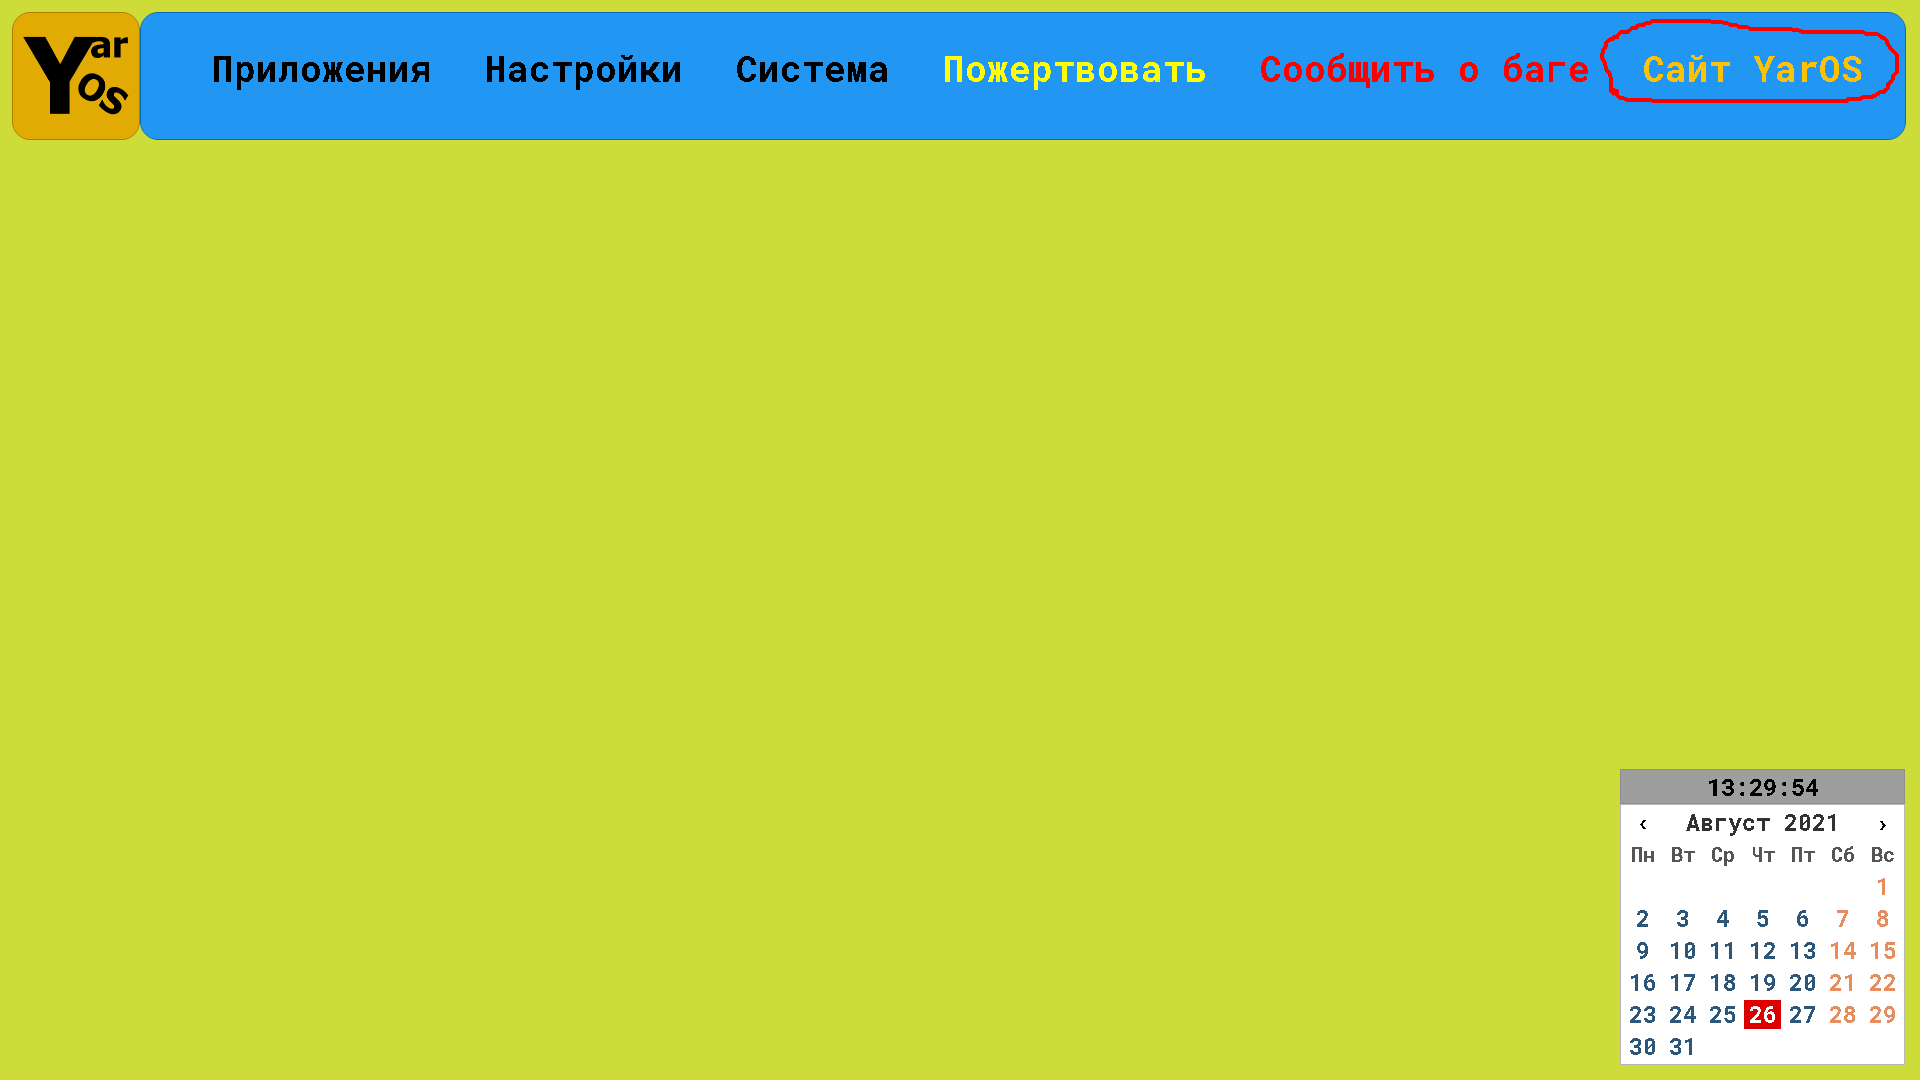 Yar
OS
Приложения Настройки Система Пожертвовать Сообщить о баге Сайт YarOS
13:29:54
‹ Август 2021 ›
Пн Вт Ср Чт Пт Сб Вс
1
2 3 4 5 6 7 8
9 10 11 12 13 14 15
16 17 18 19 20 21 22
23 24 25 26 27 28 29
30 31